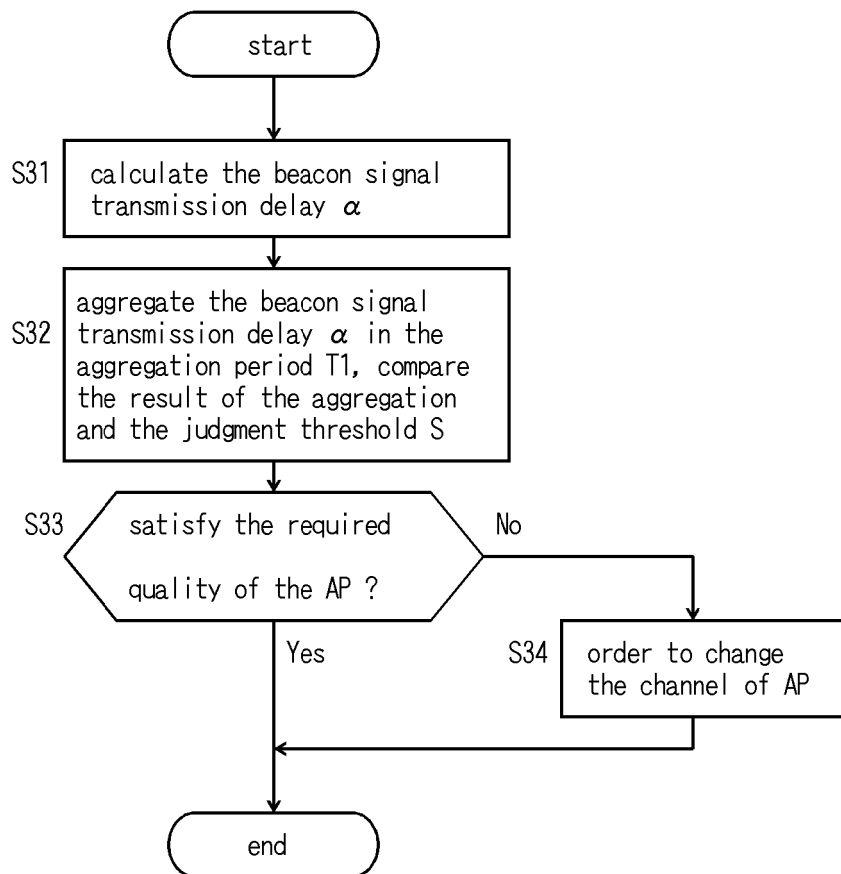 start
S31
calculate the beacon signal
transmission delay α
S32
aggregate the beacon signal
transmission delay α in the
aggregation period T1, compare
the result of the aggregation
and the judgment threshold S
S33
satisfy the required
quality of the AP ?
No
Yes
S34
order to change
the channel of AP
end